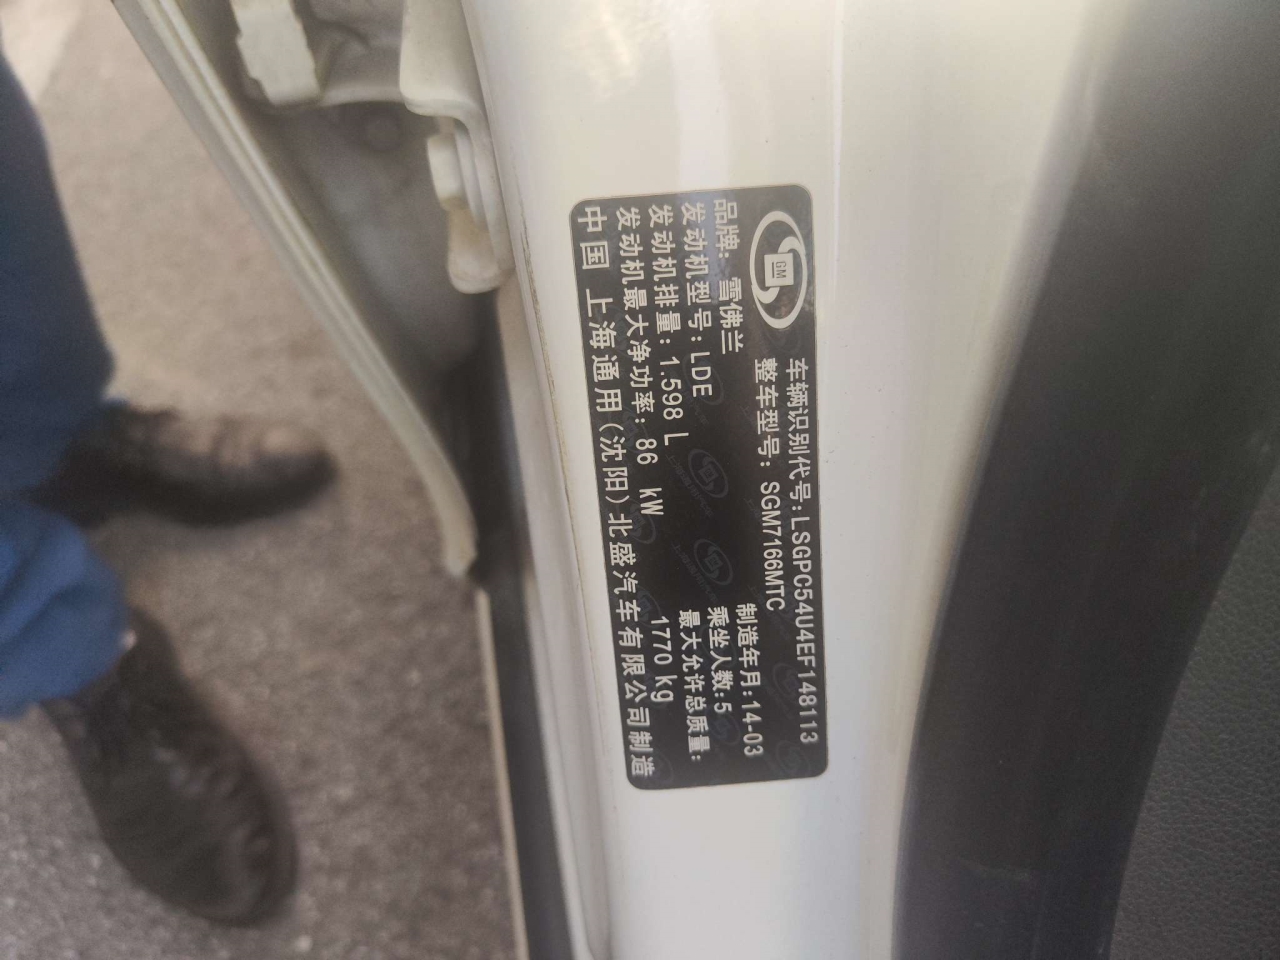 GM
车辆识别代号:LSGPC54U4EF148113
整车型号:SGM7166MTC
品牌:雪佛兰 制造年月:14-03
发动机型号:LDE 乘坐人数:5
发动机排量:1.598 L 最大允许总质量:
发动机最大净功率:86 kW 1770 kg
中国 上海通用(沈阳)北盛汽车有限公司制造